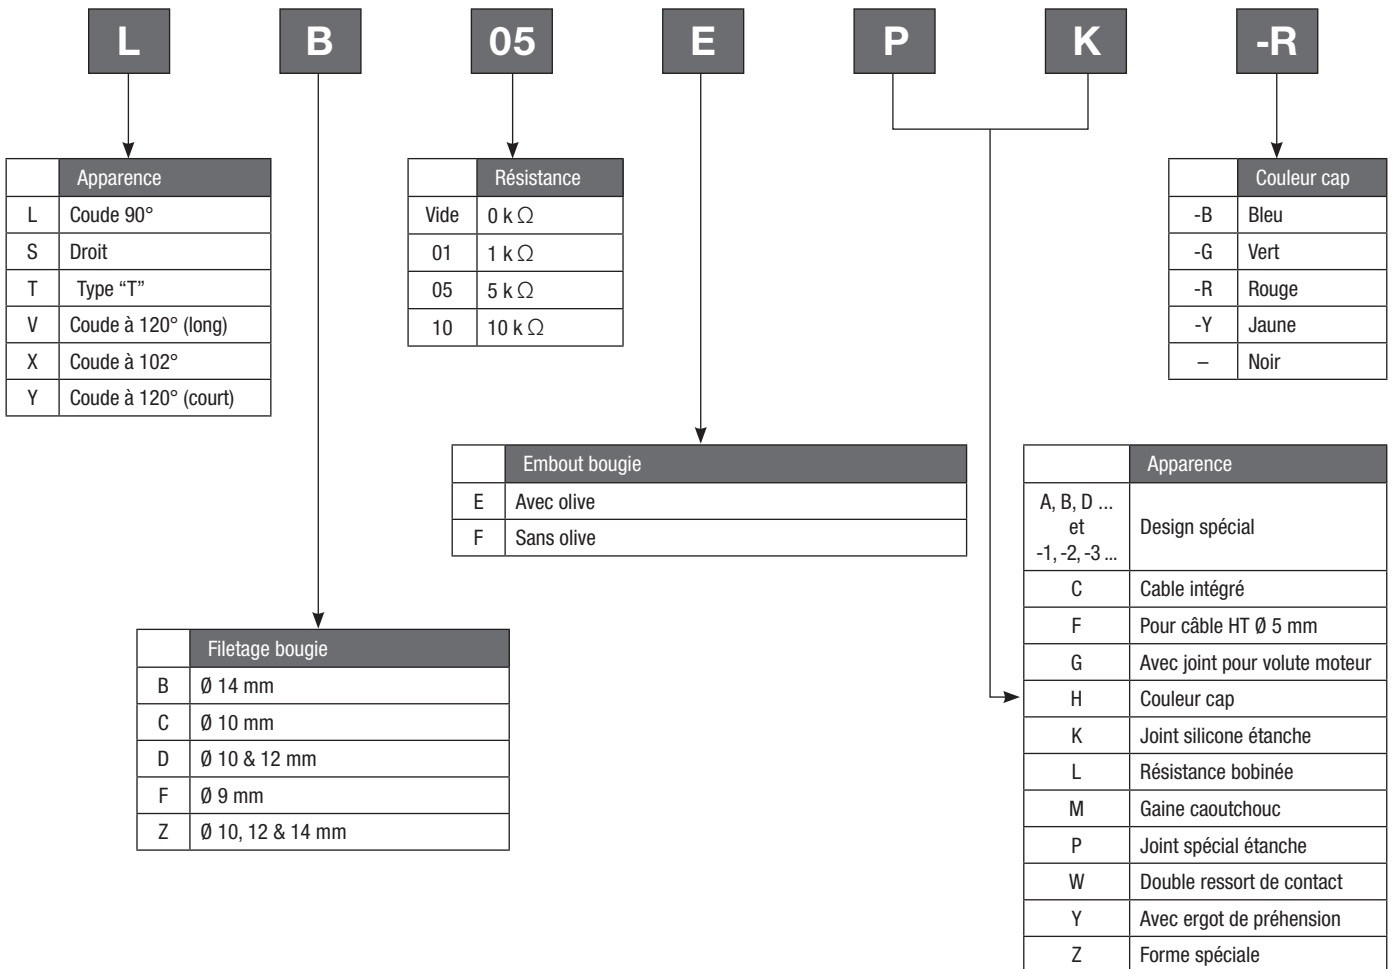 L B 05 E P K -R
Apparence
L Coude 90°
S Droit
T Type “T”
V Coude à 120° (long)
X Coude à 102°
Y Coude à 120° (court)
Résistance
Vide 0 k Ω
01 1 k Ω
05 5 k Ω
10 10 k Ω
Couleur cap
-B Bleu
-G Vert
-R Rouge
-Y Jaune
– Noir
Embout bougie
E Avec olive
F Sans olive
Filetage bougie
B Ø 14 mm
C Ø 10 mm
D Ø 10 & 12 mm
F Ø 9 mm
Z Ø 10, 12 & 14 mm
Apparence
A, B, D ...
et
-1, -2, -3 ...
Design spécial
C Cable intégré
F Pour câble HT Ø 5 mm
G Avec joint pour volute moteur
H Couleur cap
K Joint silicone étanche
L Résistance bobinée
M Gaine caoutchouc
P Joint spécial étanche
W Double ressort de contact
Y Avec ergot de préhension
Z Forme spéciale